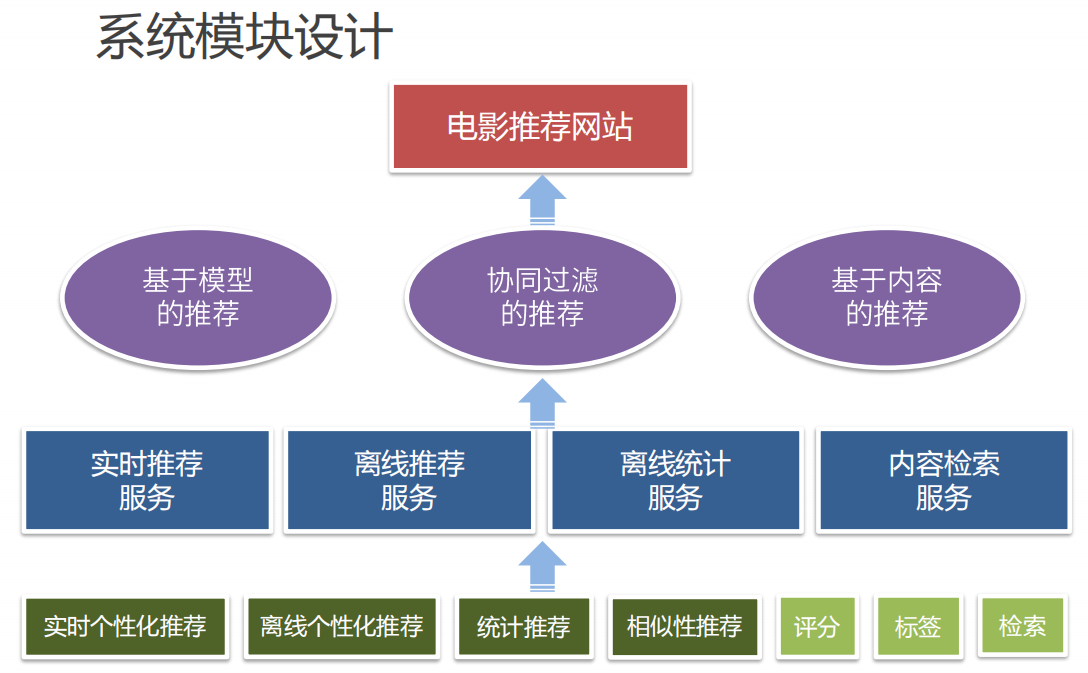 系统模块设计
电影推荐网站
基于模型
的推荐
协同过滤
的推荐
基于内容
的推荐
实时推荐
服务
离线推荐
服务
离线统计
服务
内容检索
服务
实时个性化推荐
离线个性化推荐
统计推荐
相似性推荐
评分
标签
检索